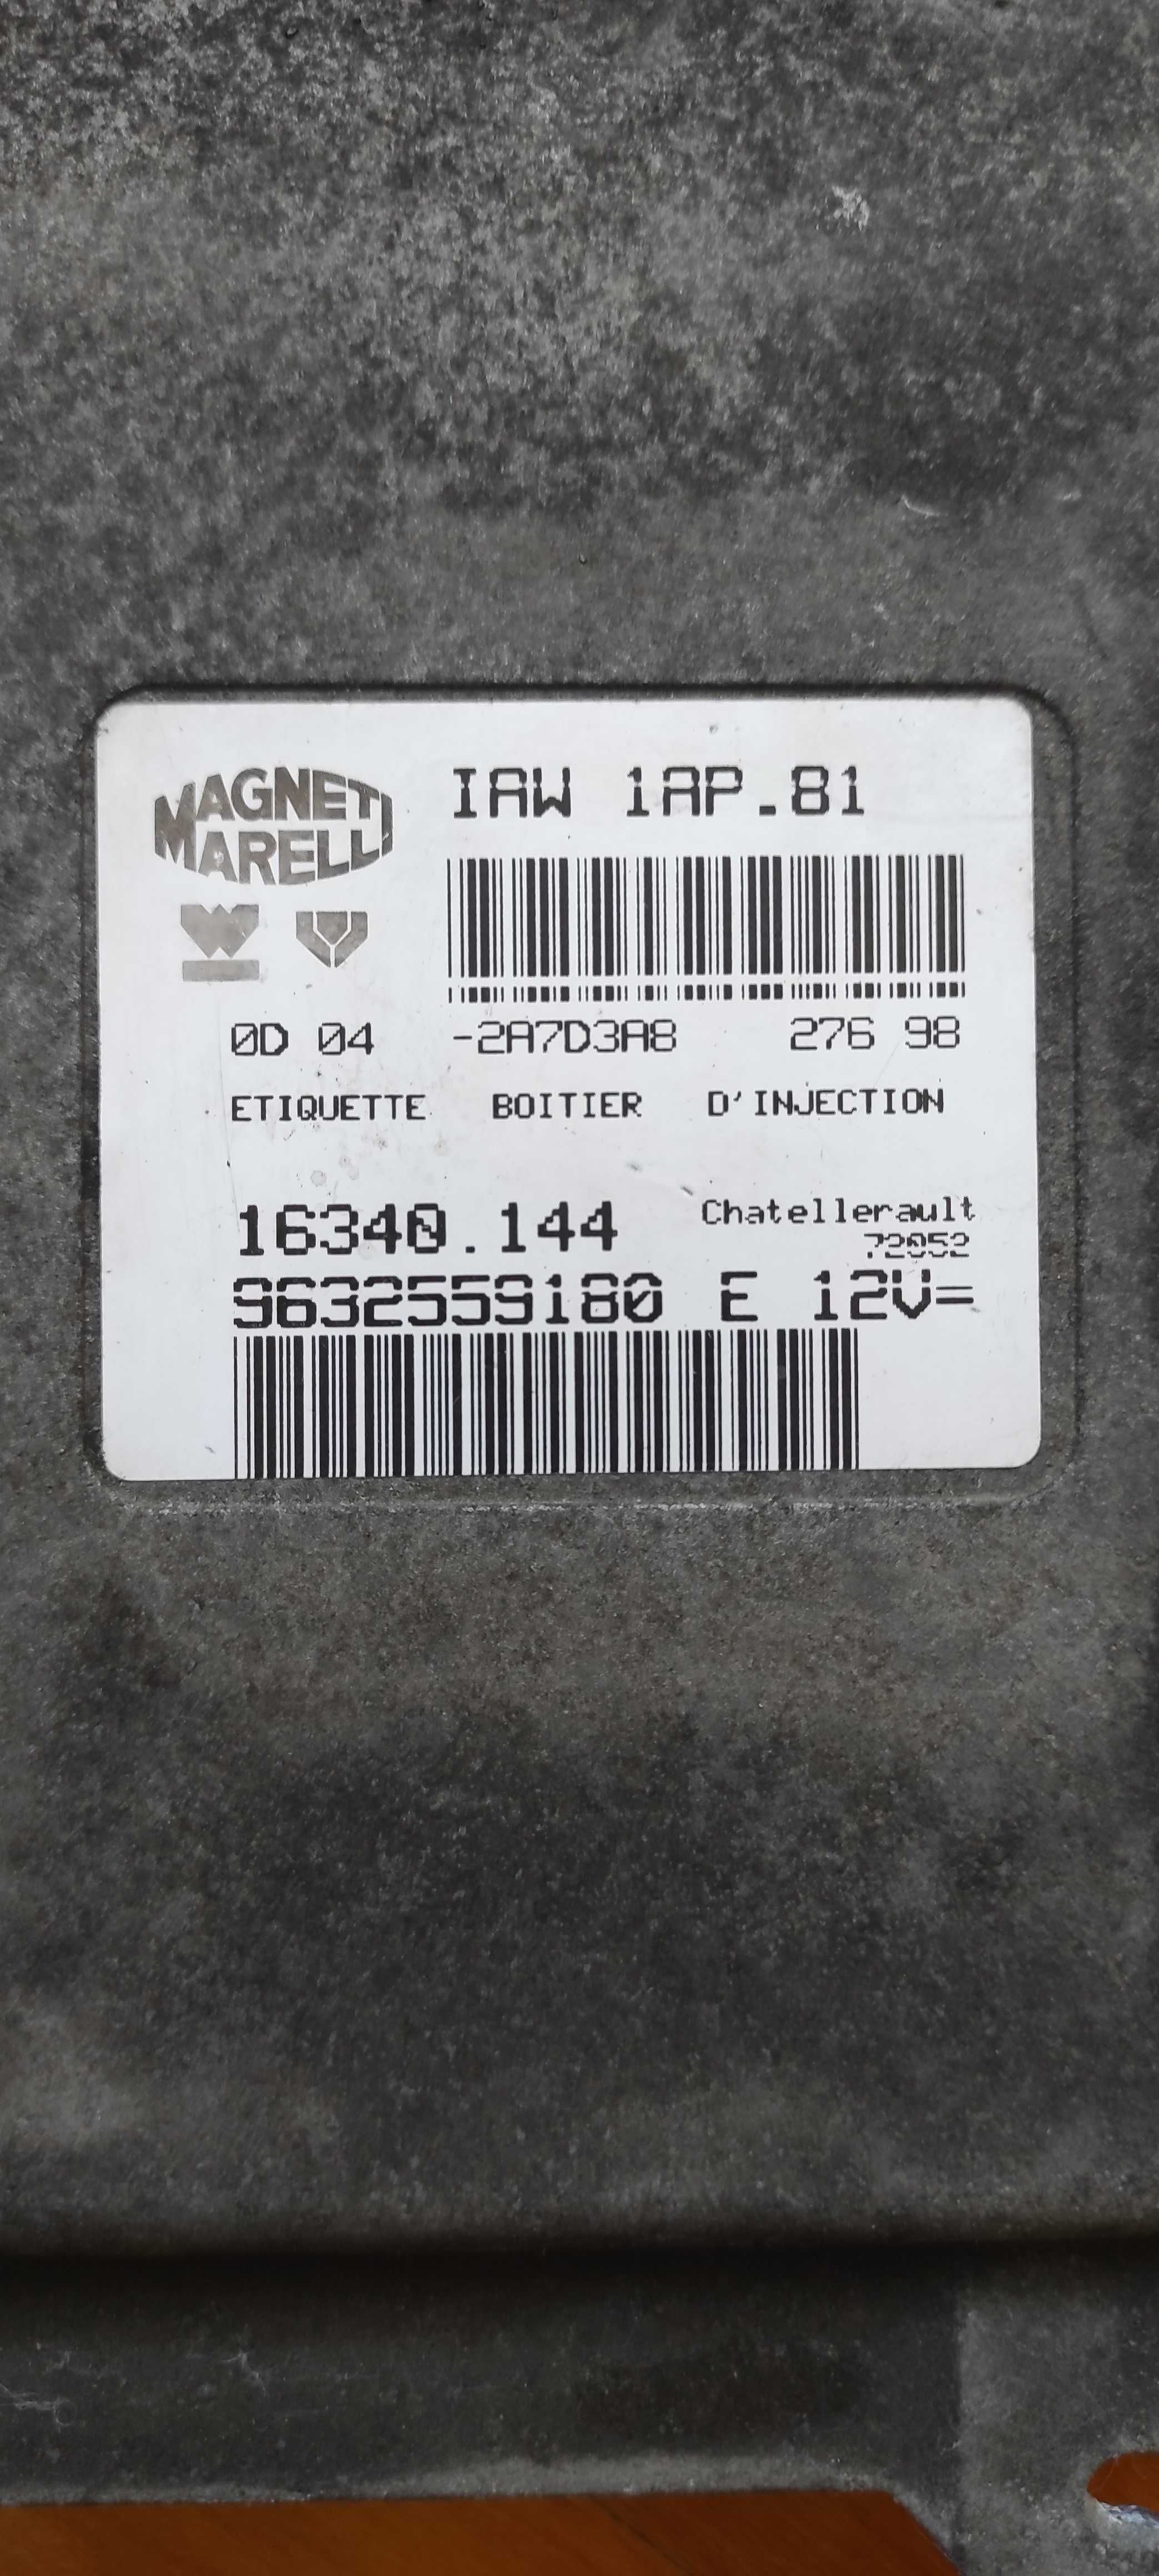 MAGNETI
MARELLI
IAW 1AP.81
0D 04 -2A7D3A8 276 98
ETIQUETTE BOITIER D'INJECTION
16340.144 Chatellerault
72052
9632559180 E 12V=